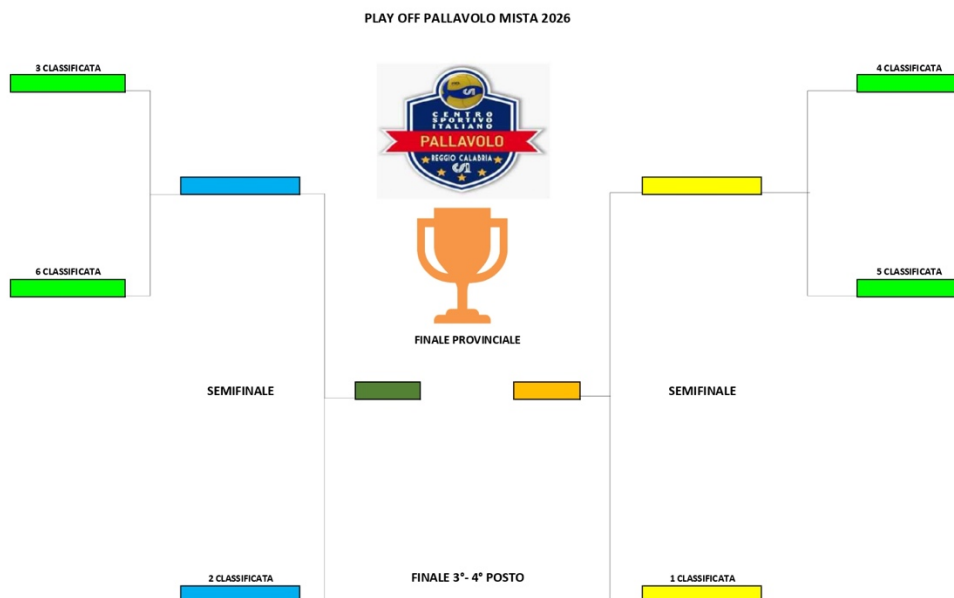 PLAY OFF PALLAVOLO MISTA 2026
3 CLASSIFICATA
4 CLASSIFICATA
CENTRO
SPORTIVO
ITALIANO
PALLAVOLO
REGGIO CALABRIA
CSI
6 CLASSIFICATA
5 CLASSIFICATA
FINALE PROVINCIALE
SEMIFINALE
SEMIFINALE
2 CLASSIFICATA
FINALE 3°- 4° POSTO
1 CLASSIFICATA